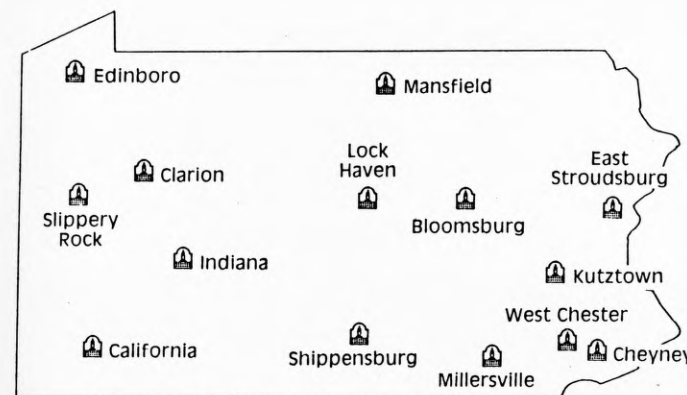 Edinboro
Mansfield
Clarion
Lock
Haven
East
Stroudsburg
Slippery
Rock
Bloomsburg
Indiana
Kutztown
West Chester
California
Shippensburg
Cheyney
Millersville